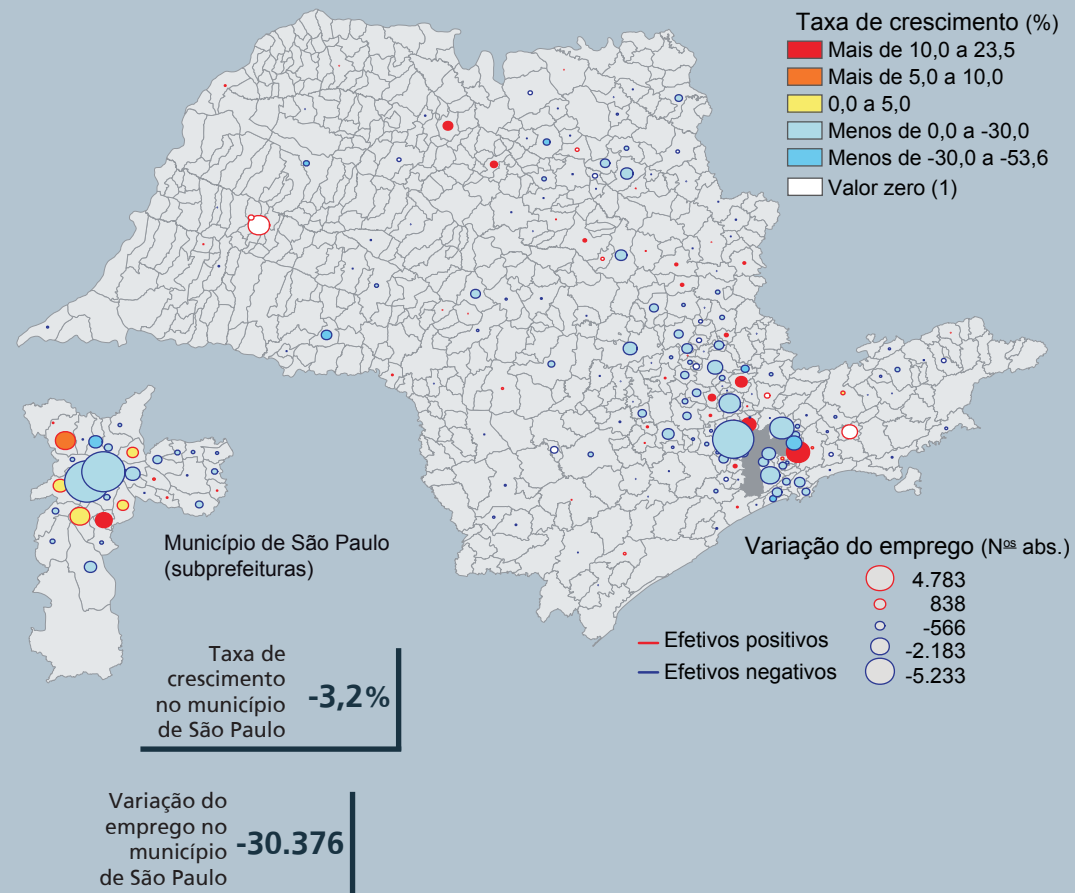 Taxa de crescimento (%)
Mais de 10,0 a 23,5
Mais de 5,0 a 10,0
0,0 a 5,0
Menos de 0,0 a -30,0
Menos de -30,0 a -53,6
Valor zero (1)
Município de São Paulo
(subprefeituras)
Variação do emprego (Nos abs.)
4.783
838
-566
-2.183
-5.233
Efetivos positivos
Efetivos negativos
Taxa de
crescimento
no município
de São Paulo
-3,2%
Variação do
emprego no
município
de São Paulo
-30.376